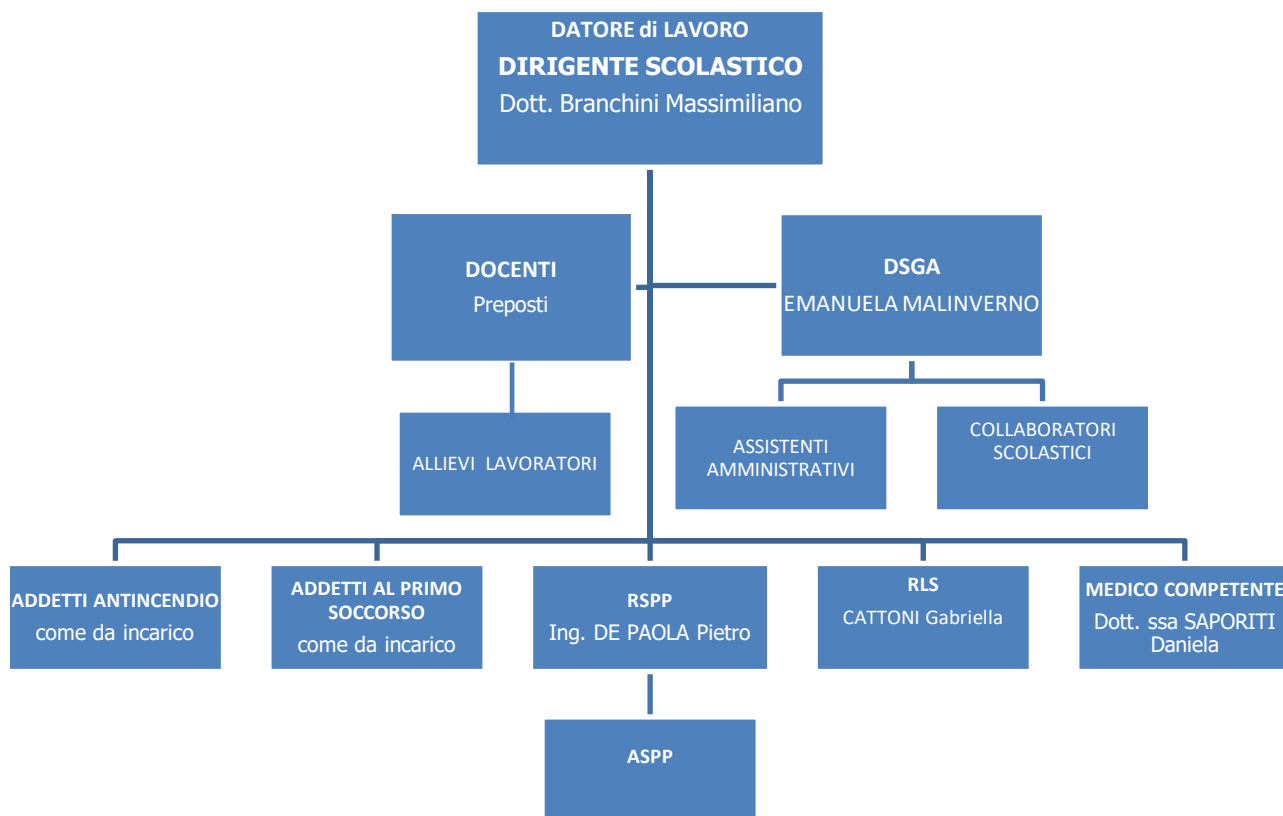 DATORE di LAVORO
DIRIGENTE SCOLASTICO
Dott. Branchini Massimiliano
DOCENTI
Preposti
DSGA
EMANUELA MALINVERNO
ALLIEVI LAVORATORI
ASSISTENTI
AMMINISTRATIVI
COLLABORATORI
SCOLASTICI
ADDETTI ANTINCENDIO
come da incarico
ADDETTI AL PRIMO
SOCCORSO
come da incarico
RSPP
Ing. DE PAOLA Pietro
RLS
CATTONI Gabriella
MEDICO COMPETENTE
Dott. ssa SAPORITI
Daniela
ASPP